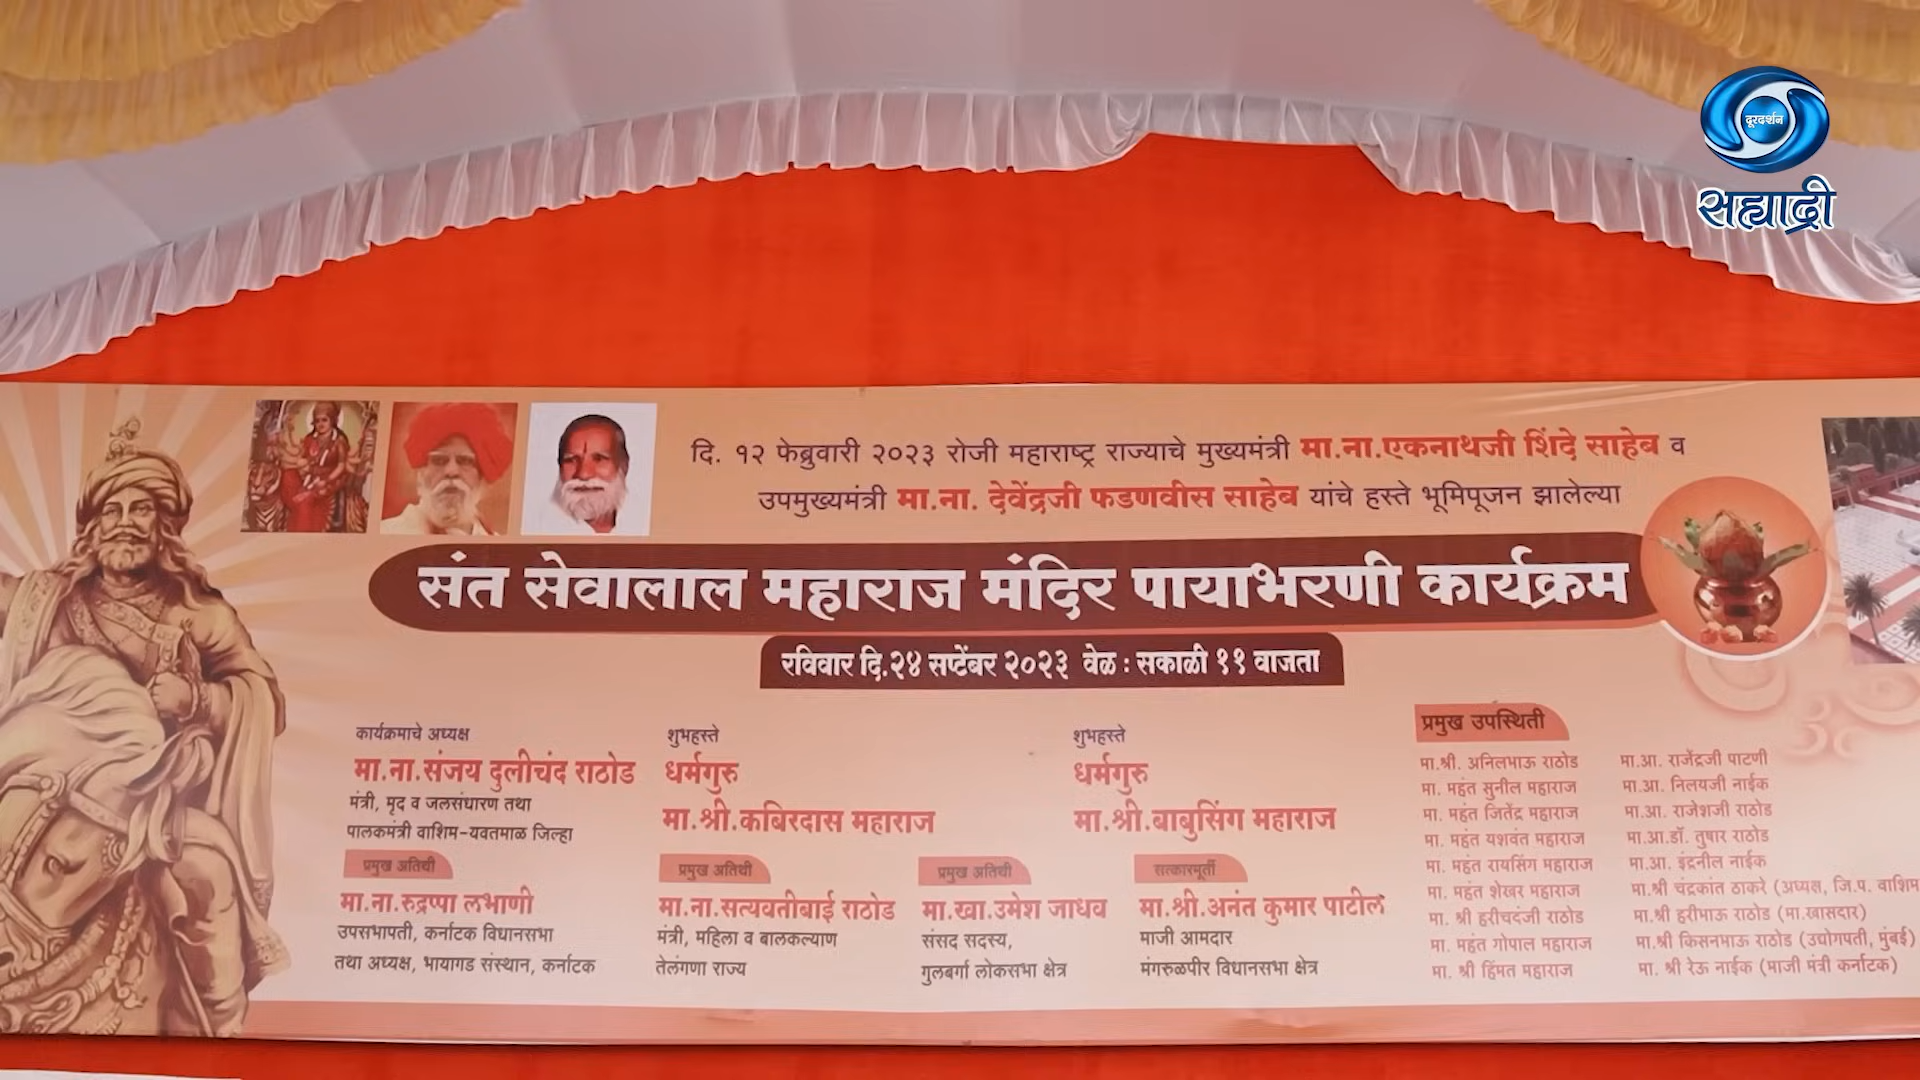 दूरदर्शन
सह्याद्री
दि. १२ फेब्रुवारी २०२३ रोजी महाराष्ट्र राज्याचे मुख्यमंत्री मा.ना.एकनाथजी शिंदे साहेब व
उपमुख्यमंत्री मा.ना. देवेंद्रजी फडणवीस साहेब यांचे हस्ते भूमिपूजन झालेल्या
संत सेवालाल महाराज मंदिर पायाभरणी कार्यक्रम
रविवार दि.२४ सप्टेंबर २०२३ वेळ : सकाळी ११ वाजता
कार्यक्रमाचे अध्यक्ष
मा.ना.संजय दुलीचंद राठोड
मंत्री, मृद व जलसंधारण तथा
पालकमंत्री वाशिम-यवतमाळ जिल्हा
शुभहस्ते
धर्मगुरु
मा.श्री.कबिरदास महाराज
शुभहस्ते
धर्मगुरु
मा.श्री.बाबुसिंग महाराज
प्रमुख अतिथी
मा.ना.रुद्रप्पा लभाणी
उपसभापती, कर्नाटक विधानसभा
तथा अध्यक्ष, भायागड संस्थान, कर्नाटक
प्रमुख अतिथी
मा.ना.सत्यवतीबाई राठोड
मंत्री, महिला व बालकल्याण
तेलंगणा राज्य
प्रमुख अतिथी
मा.खा.उमेश जाधव
संसद सदस्य,
गुलबर्गा लोकसभा क्षेत्र
सत्कारमूर्ती
मा.श्री.अनंत कुमार पाटील
माजी आमदार
मंगरुळपीर विधानसभा क्षेत्र
प्रमुख उपस्थिती
मा.श्री. अनिलभाऊ राठोड
मा. महंत सुनील महाराज
मा. महंत जितेंद्र महाराज
मा. महंत यशवंत महाराज
मा. महंत रायसिंग महाराज
मा. महंत शेखर महाराज
मा. श्री हरीचदंजी राठोड
मा. महंत गोपाल महाराज
मा. श्री हिंमत महाराज
मा.आ. राजेंद्रजी पाटणी
मा.आ. निलयजी नाईक
मा.आ. राजेशजी राठोड
मा.आ.डॉ. तुषार राठोड
मा.आ. इंद्रनील नाईक
मा.श्री चंद्रकांत ठाकरे (अध्यक्ष, जि.प. वाशिम
मा.श्री हरीभाऊ राठोड (मा.खासदार)
मा.श्री किसनभाऊ राठोड (उद्योगपती, मुंबई)
मा. श्री रेऊ नाईक (माजी मंत्री कर्नाटक)